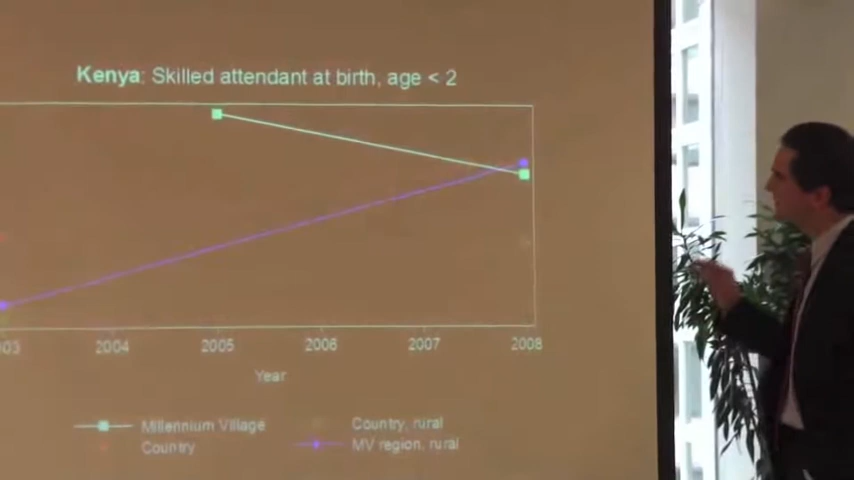 Kenya: Skilled attendant at birth, age < 2
003 2004 2005 2006 2007 2008
Year
Millennium Village Country, rural
Country MV region, rural